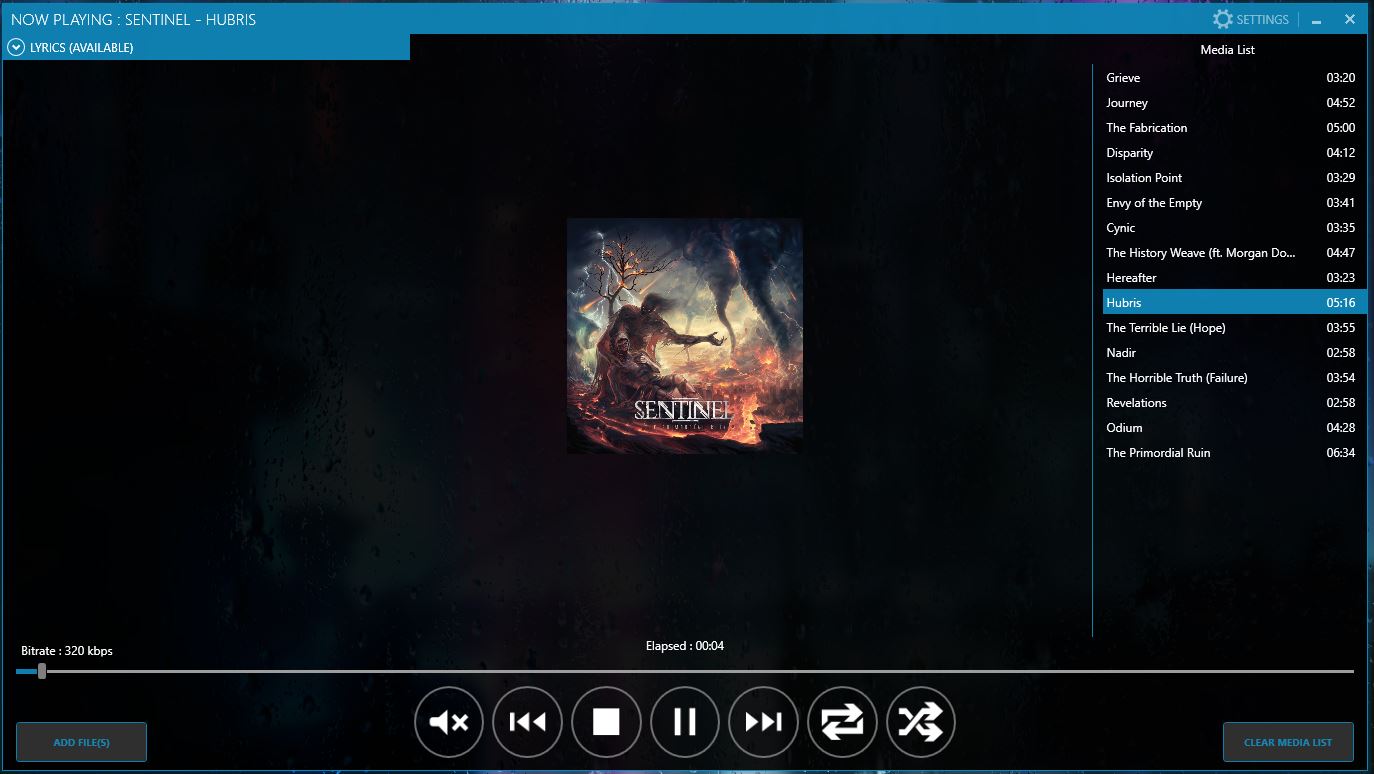 NOW PLAYING : SENTINEL - HUBRIS
SETTINGS
LYRICS (AVAILABLE)
Media List
Grieve 03:20
Journey 04:52
The Fabrication 05:00
Disparity 04:12
Isolation Point 03:29
Envy of the Empty 03:41
Cynic 03:35
The History Weave (ft. Morgan Do... 04:47
Hereafter 03:23
Hubris 05:16
The Terrible Lie (Hope) 03:55
Nadir 02:58
The Horrible Truth (Failure) 03:54
Revelations 02:58
Odium 04:28
The Primordial Ruin 06:34
SENTINEL
Bitrate : 320 kbps
Elapsed : 00:04
ADD FILE(S)
CLEAR MEDIA LIST